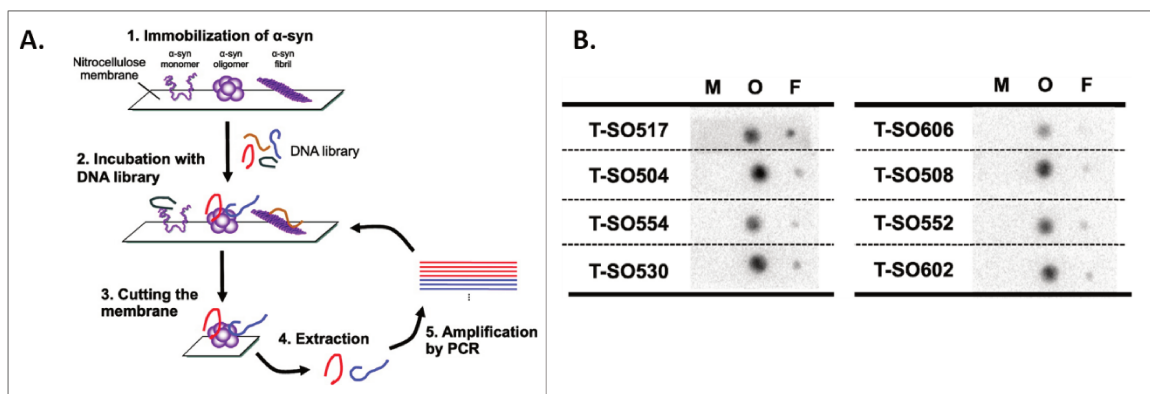 A.
1. Immobilization of α-syn
Nitrocellulose
membrane
α-syn
monomer
α-syn
oligomer
α-syn
fibril
DNA library
2. Incubation with
DNA library
3. Cutting the
membrane
4. Extraction
5. Amplification
by PCR
B.
M O F
T-SO517
T-SO504
T-SO554
T-SO530
M O F
T-SO606
T-SO508
T-SO552
T-SO602